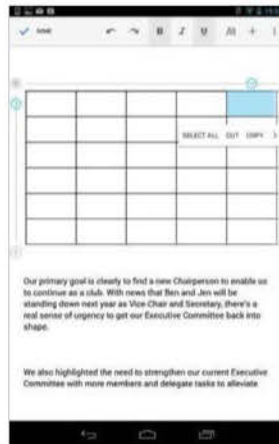 DONE B I U
SELECT ALL CUT COPY
Our primary goal is clearly to find a new Chairperson to enable us
to continue as a club. With news that Ben and Jen will be
standing down next year as Vice-Chair and Secretary, there's a
real sense of urgency to get our Executive Committee back into
shape.
We also highlighted the need to strengthen our current Executive
Committee with more members and delegate tasks to alleviate